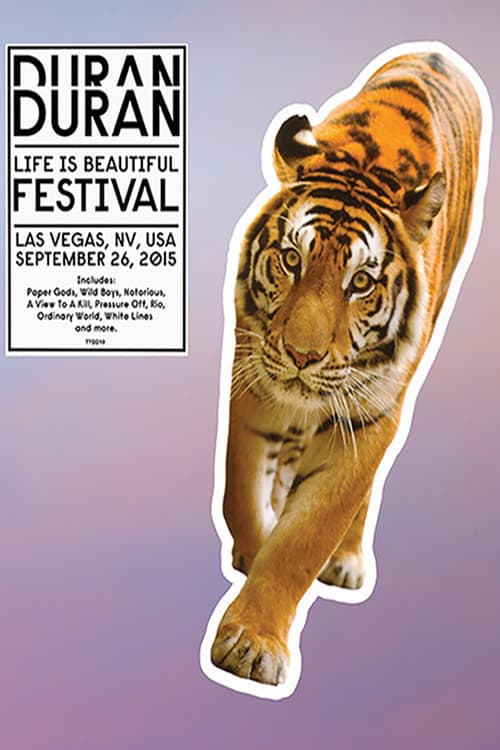 DURAN
DURAN
LIFE IS BEAUTIFUL
FESTIVAL
LAS VEGAS, NV, USA
SEPTEMBER 26, 2015
Includes:
Paper Gods, Wild Boys, Notorious,
A View To A Kill, Pressure Off, Rio,
Ordinary World, White Lines
and more.